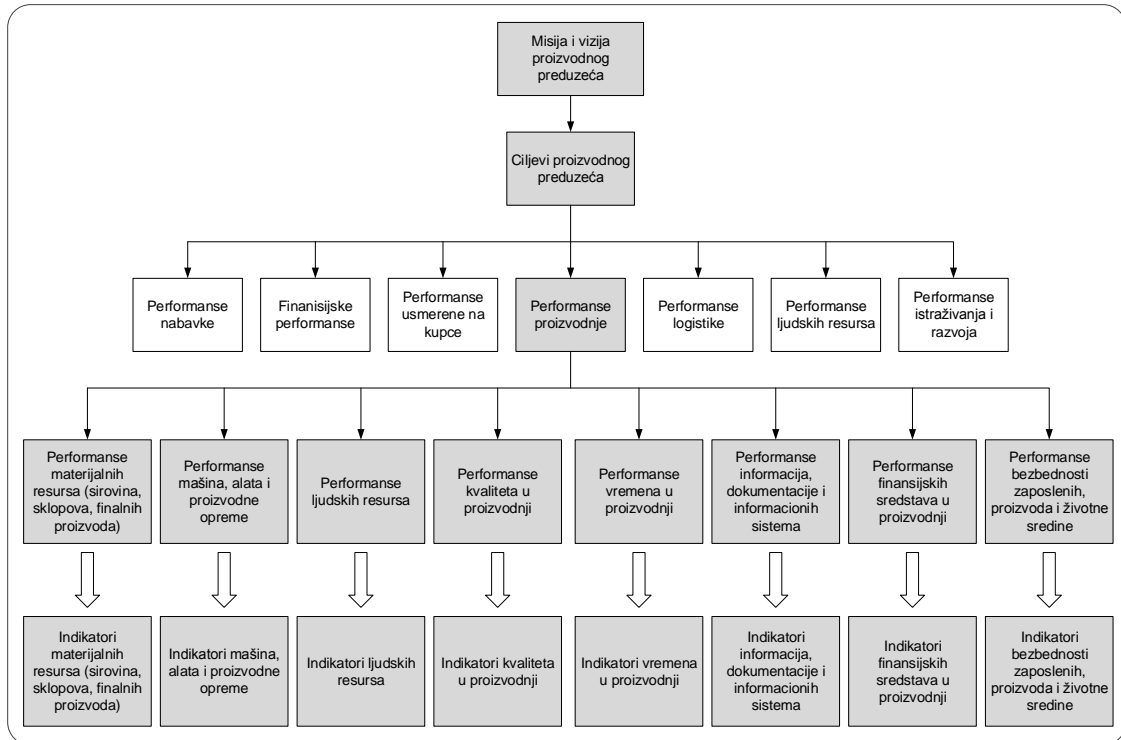 Misija i vizija
proizvodnog
preduzeća
Ciljevi proizvodnog
preduzeća
Performanse
nabavke
Finanisijske
performanse
Performanse
usmerene na
kupce
Performanse
proizvodnje
Performanse
logistike
Performanse
ljudskih resursa
Performanse
istraživanja i
razvoja
Performanse
materijalnih
resursa (sirovina,
sklopova, finalnih
proizvoda)
Performanse
mašina, alata i
proizvodne
opreme
Performanse
ljudskih resursa
Performanse
kvaliteta u
proizvodnji
Performanse
vremena u
proizvodnji
Performanse
informacija,
dokumentacije i
informacionih
sistema
Performanse
finansijskih
sredstava u
proizvodnji
Performanse
bezbednosti
zaposlenih,
proizvoda i životne
sredine
Indikatori
materijalnih
resursa (sirovina,
sklopova, finalnih
proizvoda)
Indikatori mašina,
alata i proizvodne
opreme
Indikatori ljudskih
resursa
Indikatori kvaliteta
u proizvodnji
Indikatori vremena
u proizvodnji
Indikatori
informacija,
dokumentacije i
informacionih
sistema
Indikatori
finansijskih
sredstava u
proizvodnji
Indikatori
bezbednosti
zaposlenih,
proizvoda i životne
sredine